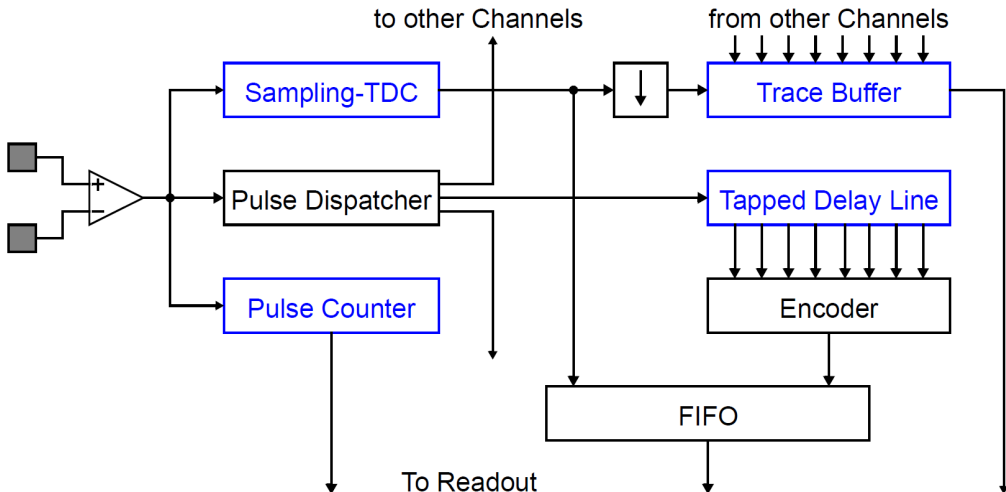 to other Channels
from other Channels
Sampling-TDC
Trace Buffer
+
−
Pulse Dispatcher
Tapped Delay Line
Pulse Counter
Encoder
FIFO
To Readout